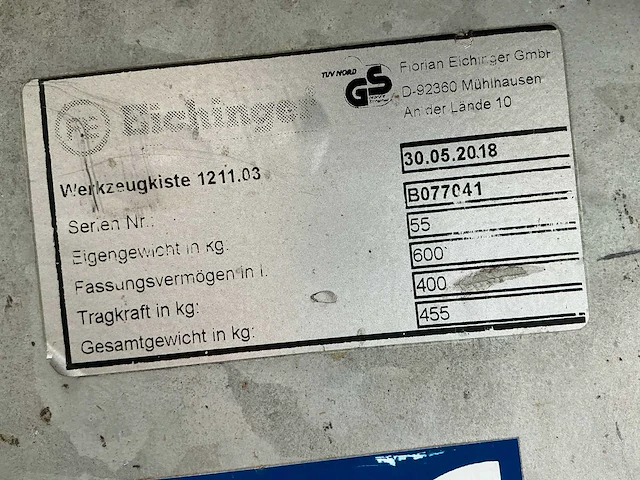 Eichinger
TÜV NORD
GS
Florian Eichinger GmbH
D-92360 Mühlhausen
An der Lände 10
Werkzeugkiste 1211.03 30.05.2018
Serien Nr.: B077041
Eigengewicht in kg: 55
Fassungsvermögen in l: 600
Tragkraft in kg: 400
Gesamtgewicht in kg: 455